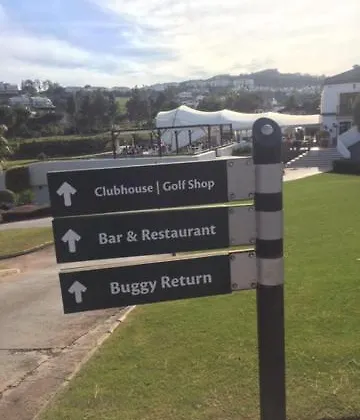 Clubhouse | Golf Shop
Bar & Restaurant
Buggy Return